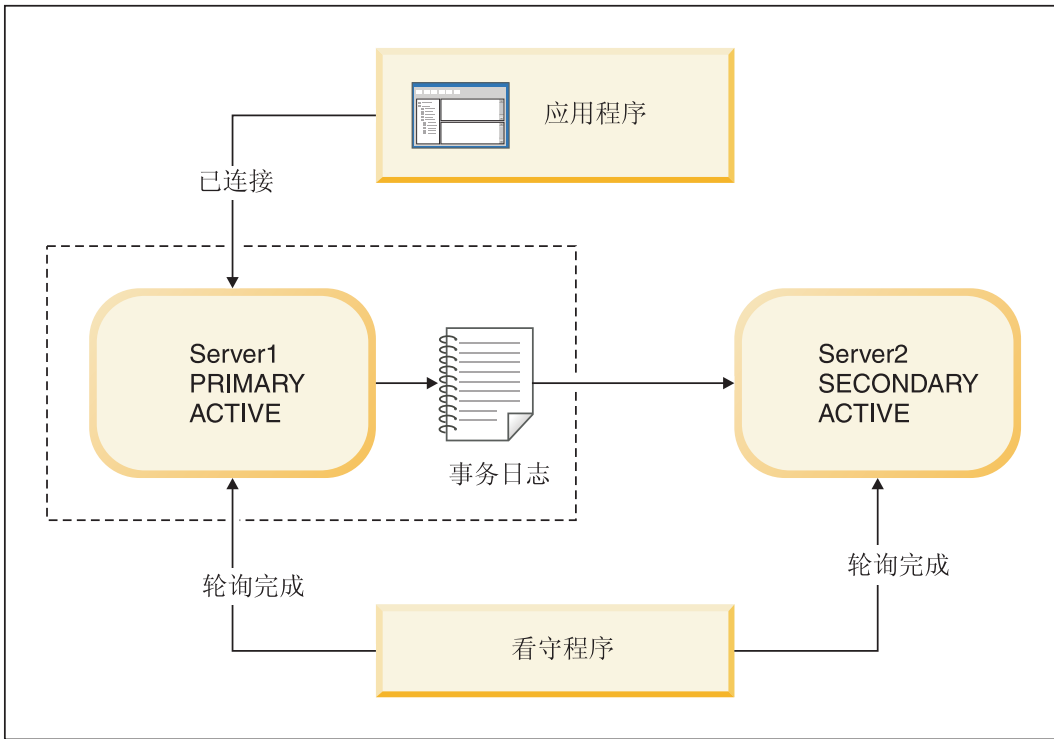 应用程序
已连接
Server1
PRIMARY
ACTIVE
事务日志
Server2
SECONDARY
ACTIVE
轮询完成
轮询完成
看守程序